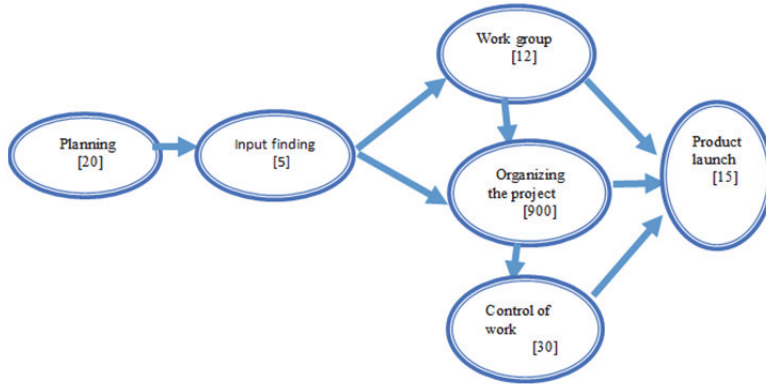 Planning
[20]
Input finding
[5]
Work group
[12]
Organizing
the project
[900]
Control of
work
[30]
Product
launch
[15]